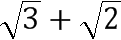 √3 + √2